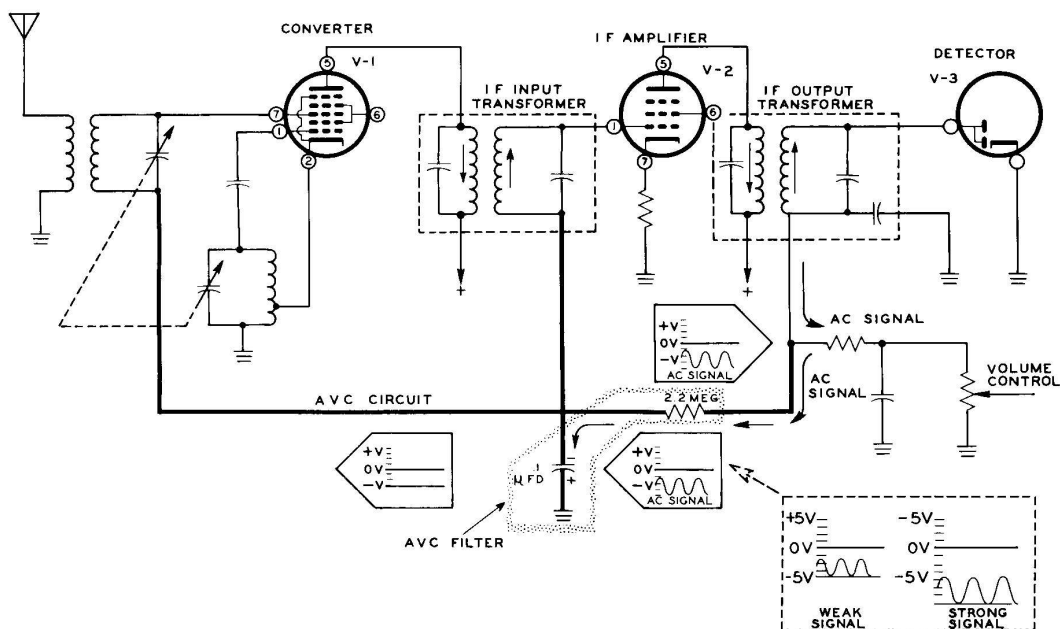 CONVERTER
V-1
5
7
1
6
2
IF INPUT
TRANSFORMER
+
IF AMPLIFIER
V-2
5
1
6
7
IF OUTPUT
TRANSFORMER
+
DETECTOR
V-3
AC SIGNAL
AC
SIGNAL
VOLUME
CONTROL
+V
0V
-V
AC SIGNAL
2.2 MEG
AVC CIRCUIT
+V
0V
-V
.1
μFD
+
+V
0V
-V
AC SIGNAL
AVC FILTER
+5V
0V
-5V
WEAK
SIGNAL
-5V
0V
-5V
STRONG
SIGNAL